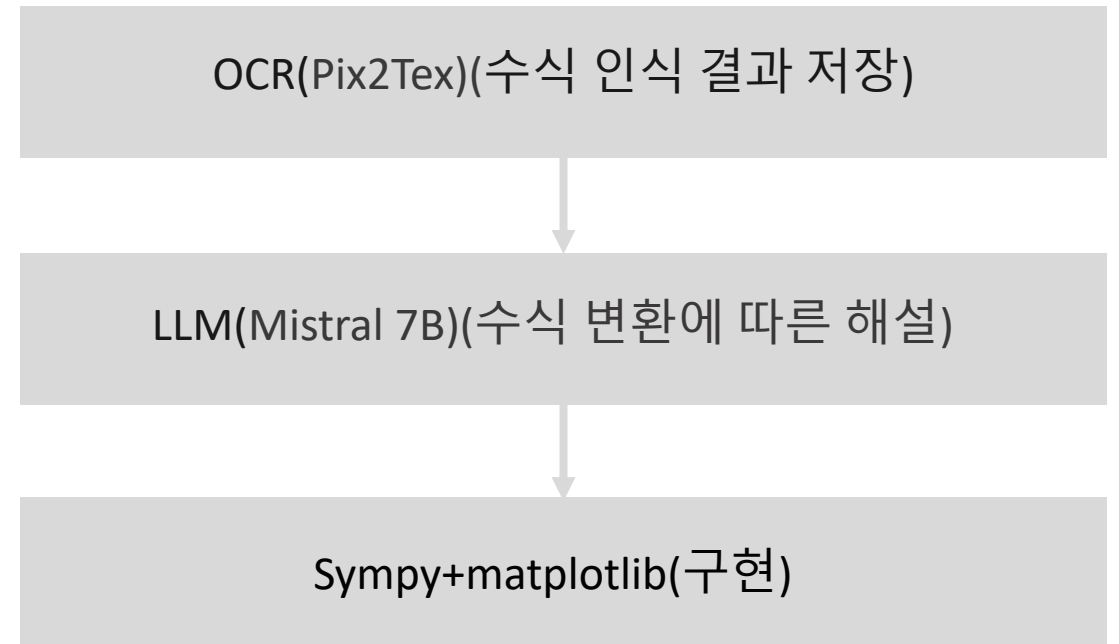 OCR(Pix2Tex)(수식 인식 결과 저장)
LLM(Mistral 7B)(수식 변환에 따른 해설)
Sympy+matplotlib(구현)